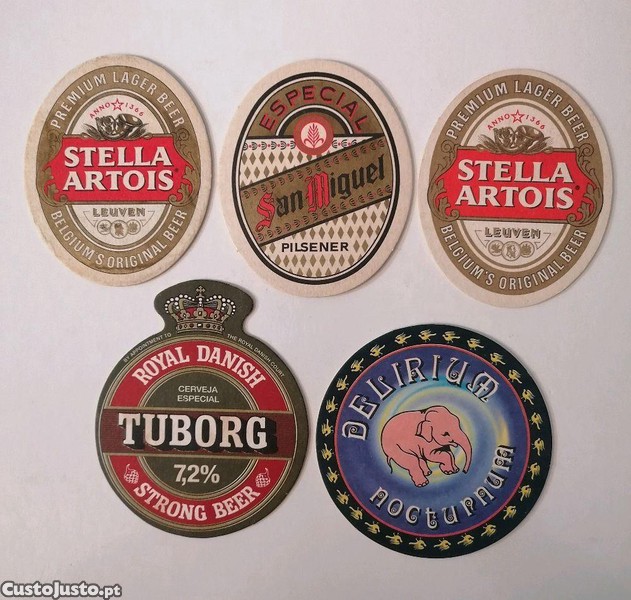 PREMIUM LAGER BEER
ANNO 1366
STELLA
ARTOIS
LEUVEN
BELGIUM'S ORIGINAL BEER
ESPECIAL
San Miguel
PILSENER
PREMIUM LAGER BEER
ANNO 1366
STELLA
ARTOIS
LEUVEN
BELGIUM'S ORIGINAL BEER
BY APPOINTMENT TO THE ROYAL DANISH COURT
ROYAL DANISH
CERVEJA
ESPECIAL
TUBORG
7,2%
STRONG BEER
DELIRIUM
nocturnum
CustoJusto.pt